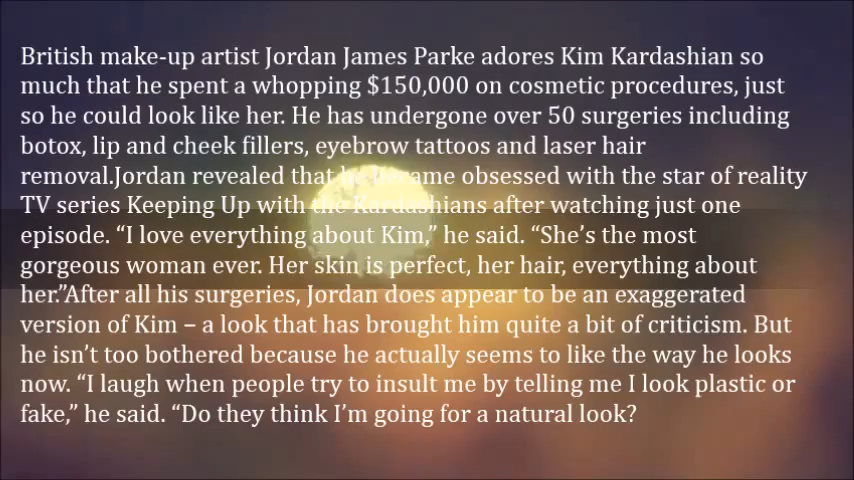 British make-up artist Jordan James Parke adores Kim Kardashian so
much that he spent a whopping $150,000 on cosmetic procedures, just
so he could look like her. He has undergone over 50 surgeries including
botox, lip and cheek fillers, eyebrow tattoos and laser hair
removal.Jordan revealed that he became obsessed with the star of reality
TV series Keeping Up with the Kardashians after watching just one
episode. “I love everything about Kim,” he said. “She’s the most
gorgeous woman ever. Her skin is perfect, her hair, everything about
her.”After all his surgeries, Jordan does appear to be an exaggerated
version of Kim – a look that has brought him quite a bit of criticism. But
he isn’t too bothered because he actually seems to like the way he looks
now. “I laugh when people try to insult me by telling me I look plastic or
fake,” he said. “Do they think I’m going for a natural look?